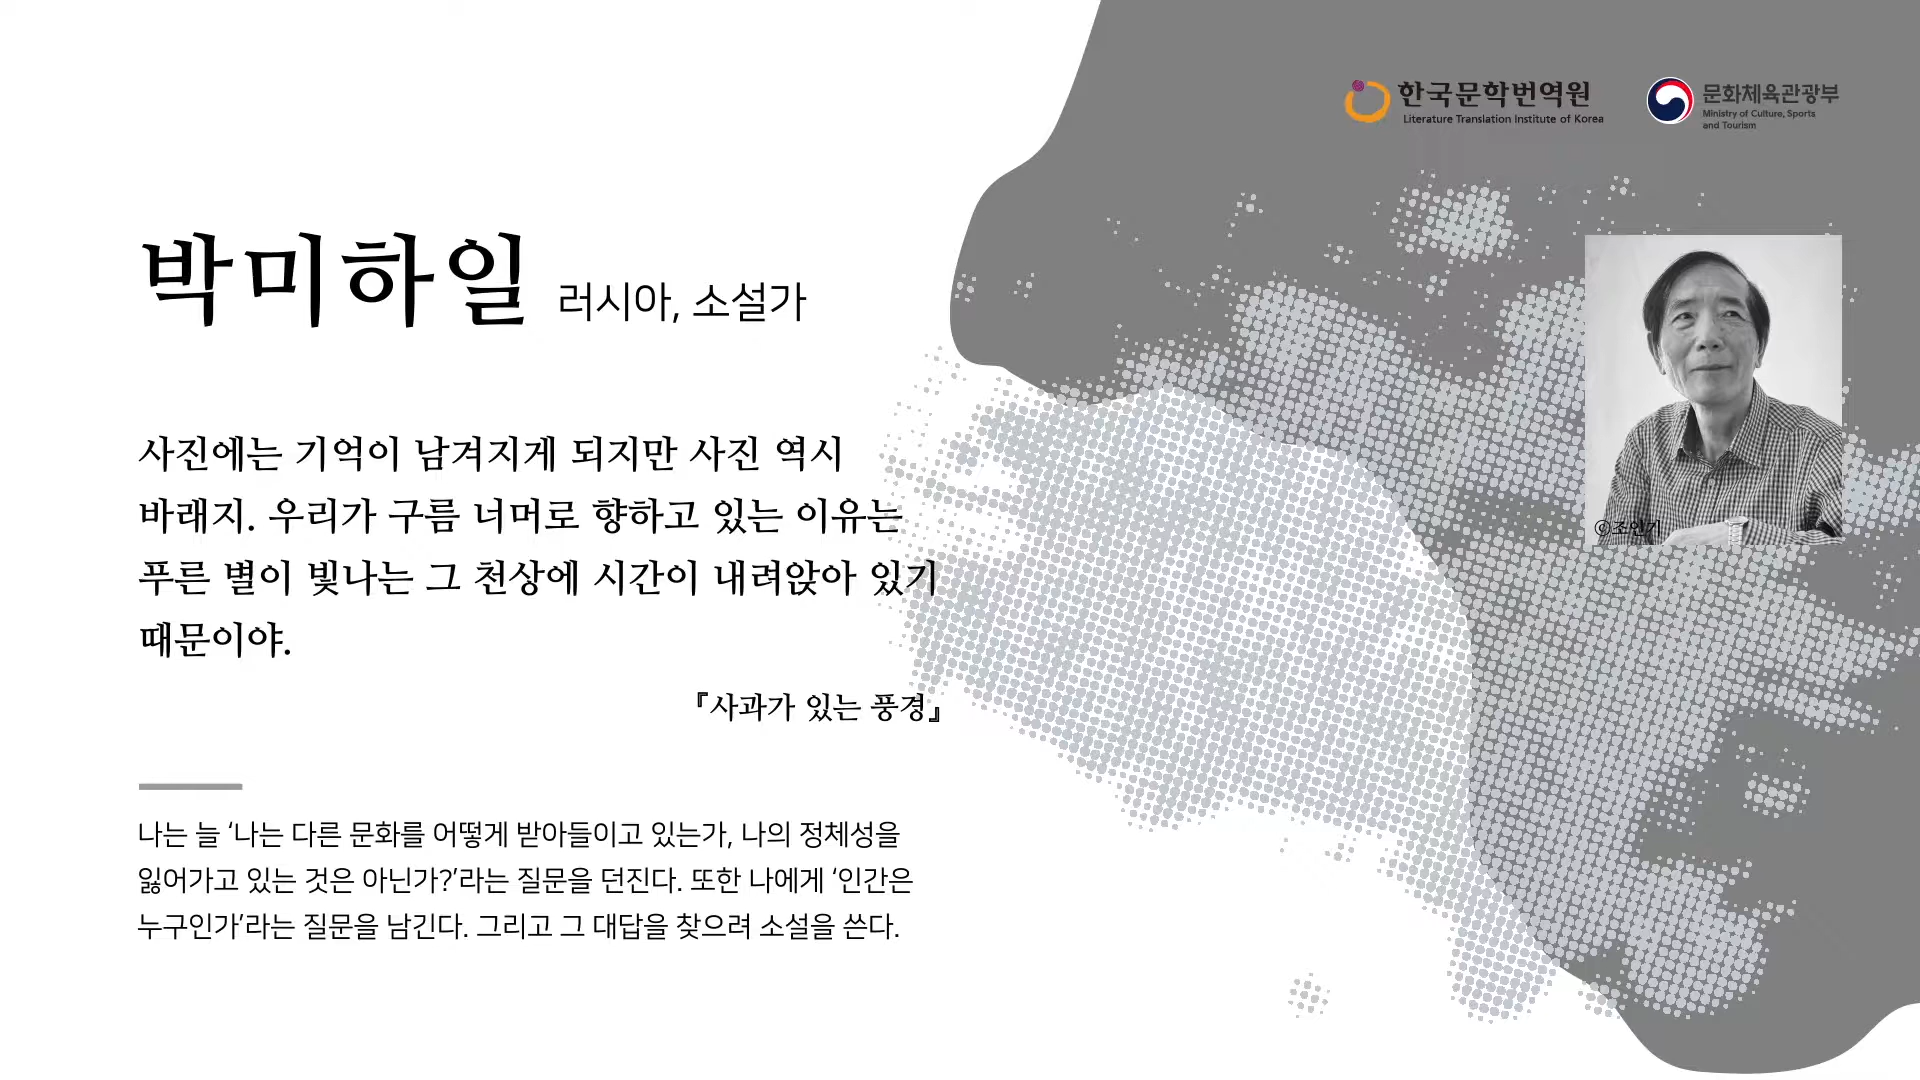 한국문학번역원
Literature Translation Institute of Korea
문화체육관광부
Ministry of Culture, Sports
and Tourism
박미하일 러시아, 소설가
사진에는 기억이 남겨지게 되지만 사진 역시
바래지. 우리가 구름 너머로 향하고 있는 이유는
푸른 별이 빛나는 그 천상에 시간이 내려앉아 있기
때문이야.
『사과가 있는 풍경』
나는 늘 ‘나는 다른 문화를 어떻게 받아들이고 있는가, 나의 정체성을
잃어가고 있는 것은 아닌가?’라는 질문을 던진다. 또한 나에게 ‘인간은
누구인가’라는 질문을 남긴다. 그리고 그 대답을 찾으려 소설을 쓴다.